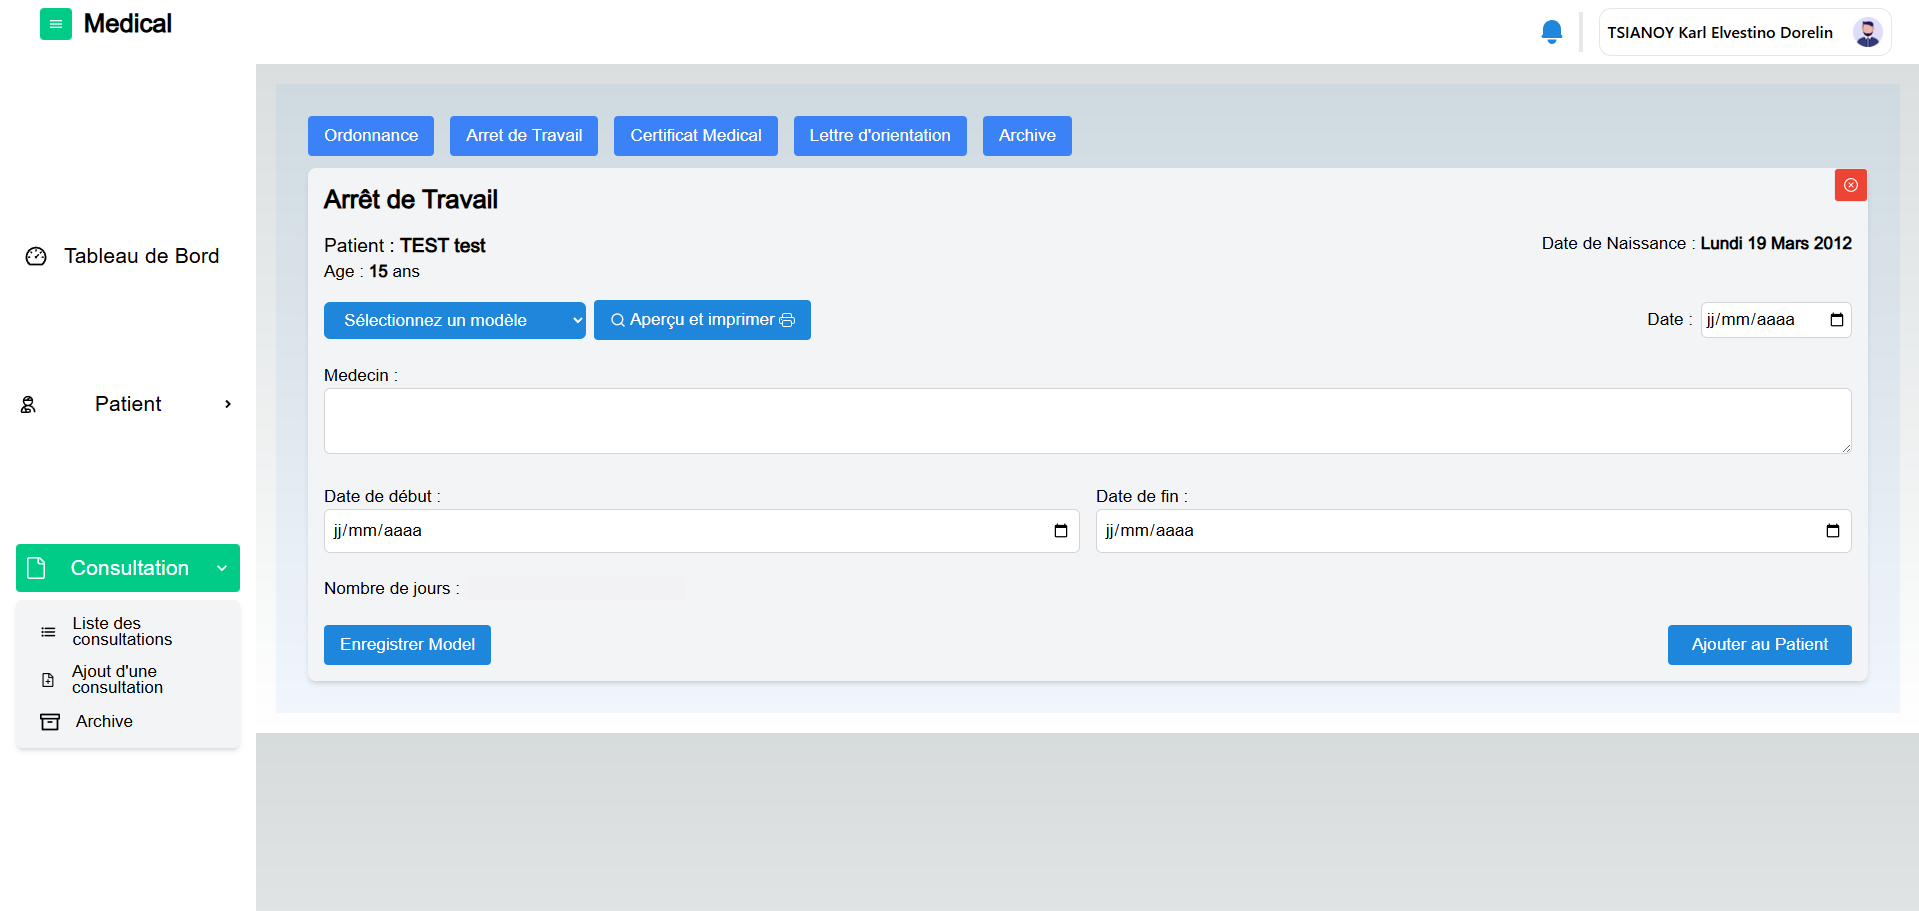 Medical
TSIANOY Karl Elvestino Dorelin
Tableau de Bord
Patient
Consultation
Liste des
consultations
Ajout d'une
consultation
Archive
Ordonnance
Arret de Travail
Certificat Medical
Lettre d'orientation
Archive
Arrêt de Travail
Patient : TEST test
Date de Naissance : Lundi 19 Mars 2012
Age : 15 ans
Sélectionnez un modèle
Aperçu et imprimer
Date : jj/mm/aaaa
Medecin :
Date de début :
jj/mm/aaaa
Date de fin :
jj/mm/aaaa
Nombre de jours :
Enregistrer Model
Ajouter au Patient